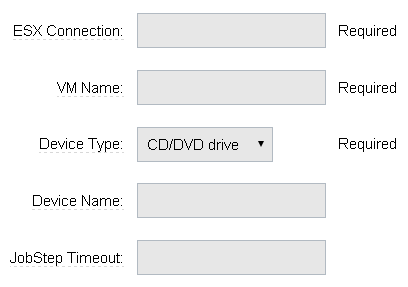 ESX Connection: Required
VM Name: Required
Device Type: CD/DVD drive Required
Device Name:
JobStep Timeout: